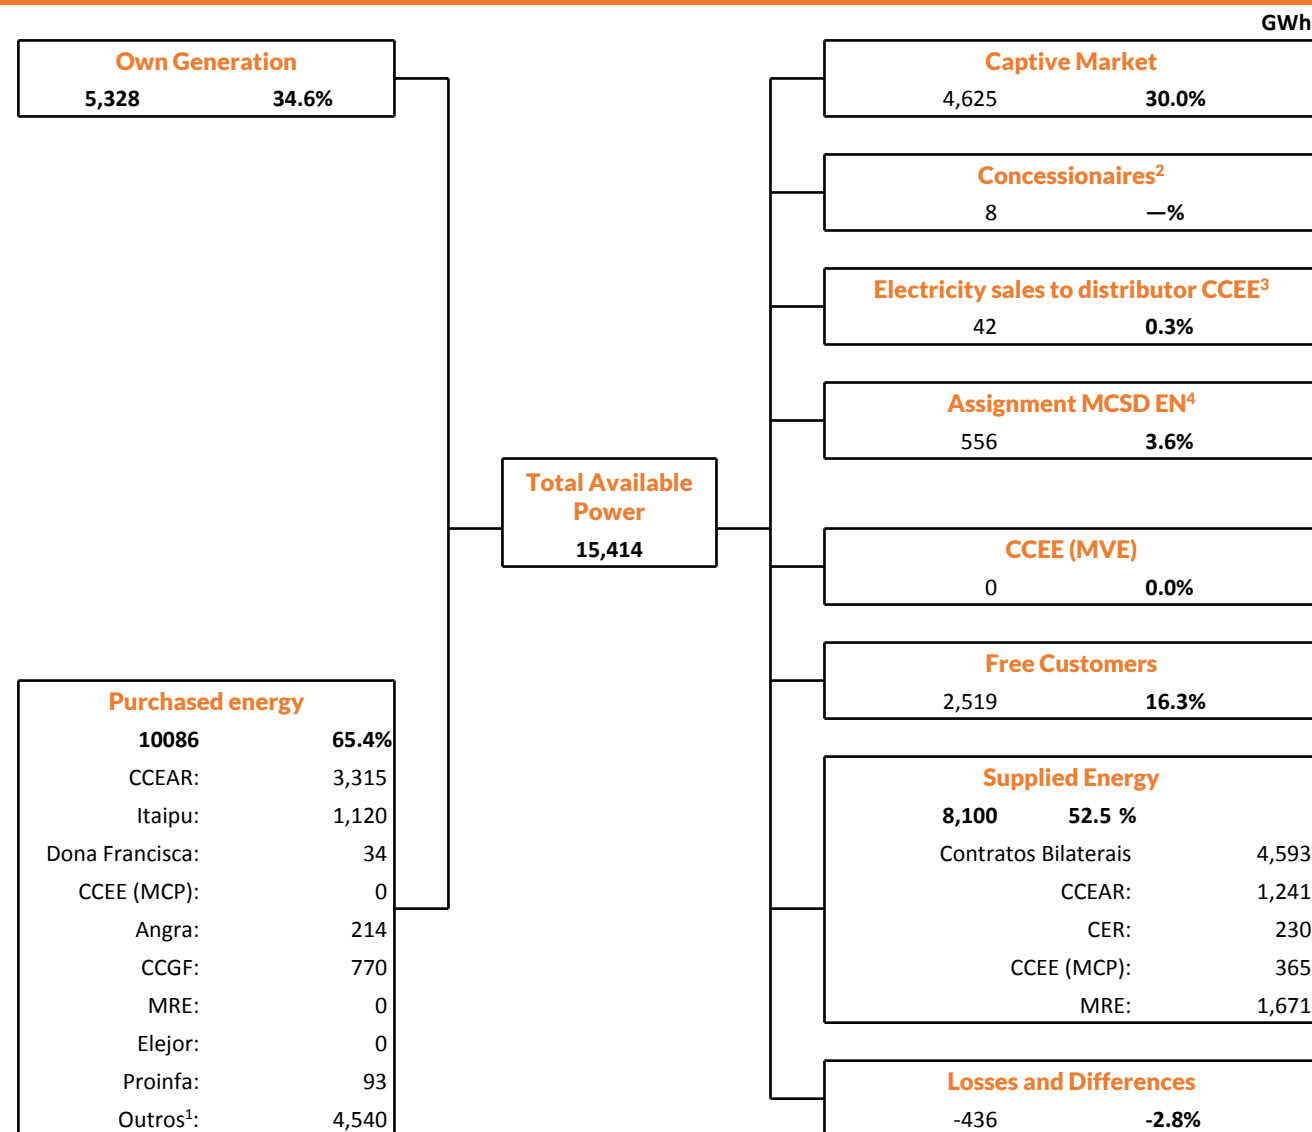 GWh
Own Generation
5,328 34.6%
Purchased energy
10086 65.4%
CCEAR: 3,315
Itaipu: 1,120
Dona Francisca: 34
CCEE (MCP): 0
Angra: 214
CCGF: 770
MRE: 0
Elejor: 0
Proinfa: 93
Outros¹: 4,540
Total Available
Power
15,414
Captive Market
4,625 30.0%
Concessionaires²
8 —%
Electricity sales to distributor CCEE³
42 0.3%
Assignment MCSD EN⁴
556 3.6%
CCEE (MVE)
0 0.0%
Free Customers
2,519 16.3%
Supplied Energy
8,100 52.5 %
Contratos Bilaterais 4,593
CCEAR: 1,241
CER: 230
CCEE (MCP): 365
MRE: 1,671
Losses and Differences
-436 -2.8%